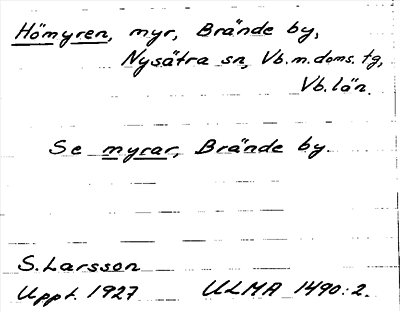 Hömyren, myr, Brände by,
Nysätra sn, Vb.m.doms.tg,
Vb.län.
Se myrar, Brände by.
S.Larsson
Uppt. 1927 ULMA 1490:2.